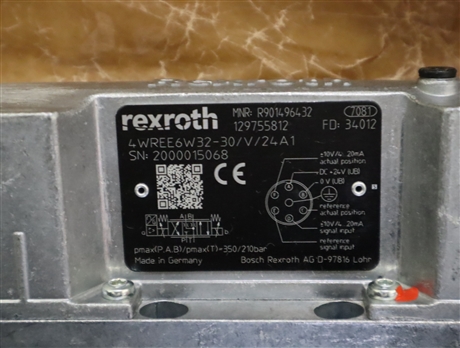 rexroth
MNR: R901496432
7081
129755812
FD: 34012
4WREE6W32-30/V/24A1
SN: 2000015068
CE
±10V/4..20mA
actual position
DC +24V (UB)
0 V (UB)
reference
actual position
±10V/4..20mA
signal input
reference
signal input
A B
P T
pmax(P,A,B)/pmax(T)=350/210bar
Made in Germany
Bosch Rexroth AG D-97816 Lohr